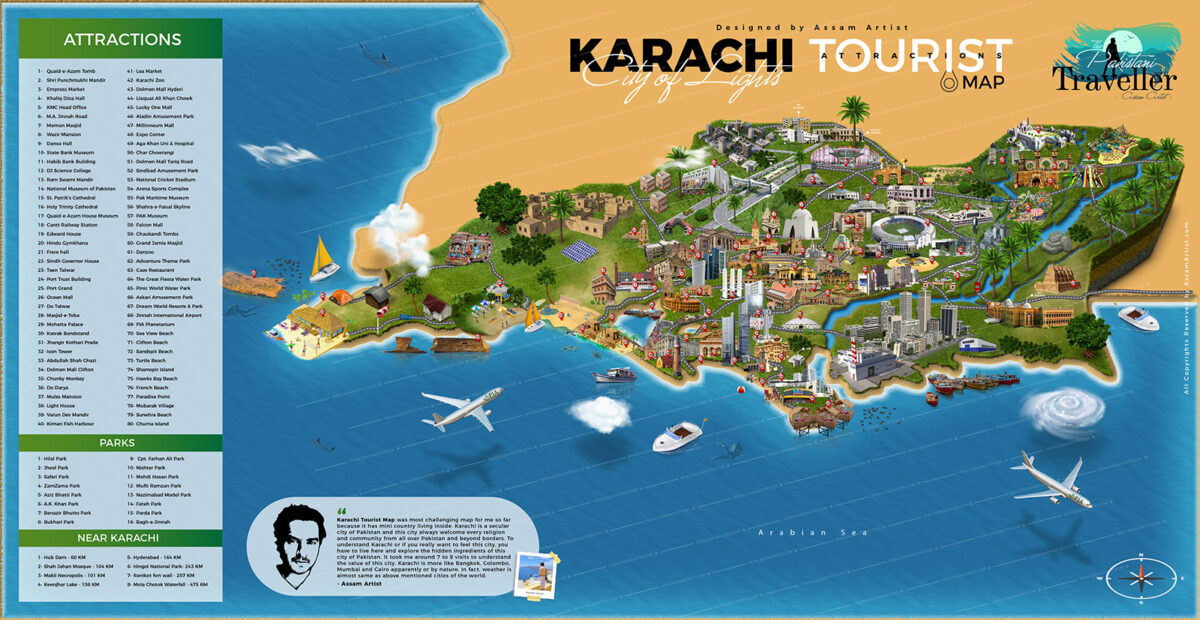 ATTRACTIONS
1- Quaid-e-Azam Tomb
2- Shri Punchmukhi Mandir
3- Empress Market
4- Khaliq Dina Hall
5- KMC Head Office
6- M.A. Jinnah Road
7- Memon Masjid
8- Wazir Mansion
9- Danso Hall
10- State Bank Museum
11- Habib Bank Building
12- DJ Science College
13- Ram Swami Mandir
14- National Museum of Pakistan
15- St. Patrik's Cathedral
16- Holy Trinity Cathedral
17- Quaid-e-Azam House Museum
18- Cantt Railway Station
19- Edward House
20- Hindu Gymkhana
21- Frere hall
22- Sindh Governor House
23- Teen Talwar
24- Port Trust Building
25- Port Grand
26- Ocean Mall
27- Do Talwar
28- Masjid-e-Toba
29- Mohatta Palace
30- Katrak Bandstand
31- Jhangir Kothari Prade
32- Icon Tower
33- Abdullah Shah Ghazi
34- Dolmen Mall Clifton
35- Chunky Monkey
36- Do Darya
37- Mules Mansion
38- Light House
39- Varun Dev Mandir
40- Kimari Fish Harbour
41- Lea Market
42- Karachi Zoo
43- Dolmen Mall Hyderi
44- Liaquat Ali Khan Chowk
45- Lucky One Mall
46- Aladin Amusement Park
47- Millinneum Mall
48- Expo Center
49- Aga Khan Uni & Hospital
50- Char Chowrangi
51- Dolmen Mall Tariq Road
52- Sindbad Amusement Park
53- National Cricket Stadium
54- Arena Sports Complex
55- Pak Maritime Museum
56- Shahra-e-Faisal Skyline
57- PAK Museum
58- Falcon Mall
59- Chaukandi Tombs
60- Grand Jamia Masjid
61- Danzoo
62- Advanture Theme Park
63- Cave Restaurant
64- The Great Fiesta Water Park
65- Pinic World Water Park
66- Askari Amusement Park
67- Dream World Resorts & Park
68- Jinnah International Airport
69- PIA Planetarium
70- Sea View Beach
71- Clifton Beach
72- Sandspit Beach
73- Turtle Beach
74- Shamspir Island
75- Hawks Bay Beach
76- French Beach
77- Paradise Point
78- Mubarak Village
79- Sunehra Beach
80- Churna Island
PARKS
1- Hilal Park
2- Jheel Park
3- Safari Park
4- ZamZama Park
5- Aziz Bhatti Park
6- A.K. Khan Park
7- Benazir Bhutto Park
8- Bukhari Park
9- Cpt. Farhan Ali Park
10- Nishter Park
11- Mehdi Hasan Park
12- Mufti Ramzan Park
13- Nazimabad Model Park
14- Fateh Park
15- Parda Park
16- Bagh-e-Jinnah
NEAR KARACHI
1- Hub Dam - 60 KM
2- Shah Jahan Mosque - 104 KM
3- Makli Necropolis - 101 KM
4- Keenjhar Lake - 136 KM
5- Hyderabad - 164 KM
6- Hingol National Park- 243 KM
7- Ranikot fort wall - 257 KM
8- Mola Chotok Waterfall - 475 KM
Designed by Assam Artist
KARACHI TOURIST
ATTRACTIONS
City of Lights
MAP
The
Pakistani
Traveller
- Assam Artist -
All Copyrights Reserved by AssamArtist.com
Karachi Tourist Map was most challenging map for me so far
because it has mini country living inside. Karachi is a secular
city of Pakistan and this city always welcome every religion
and community from all over Pakistan and beyond borders. To
understand Karachi or if you really want to feel this city, you
have to live here and explore the hidden ingredients of this
city of Pakistan. It took me around 7 to 8 visits to understand
the value of this city. Karachi is more like Bangkok, Colombo,
Mumbai and Cairo apparently or by nature. In fact, weather is
almost same as above mentioned cities of the world.
- Assam Artist
Arabian Sea
N
W
E
S